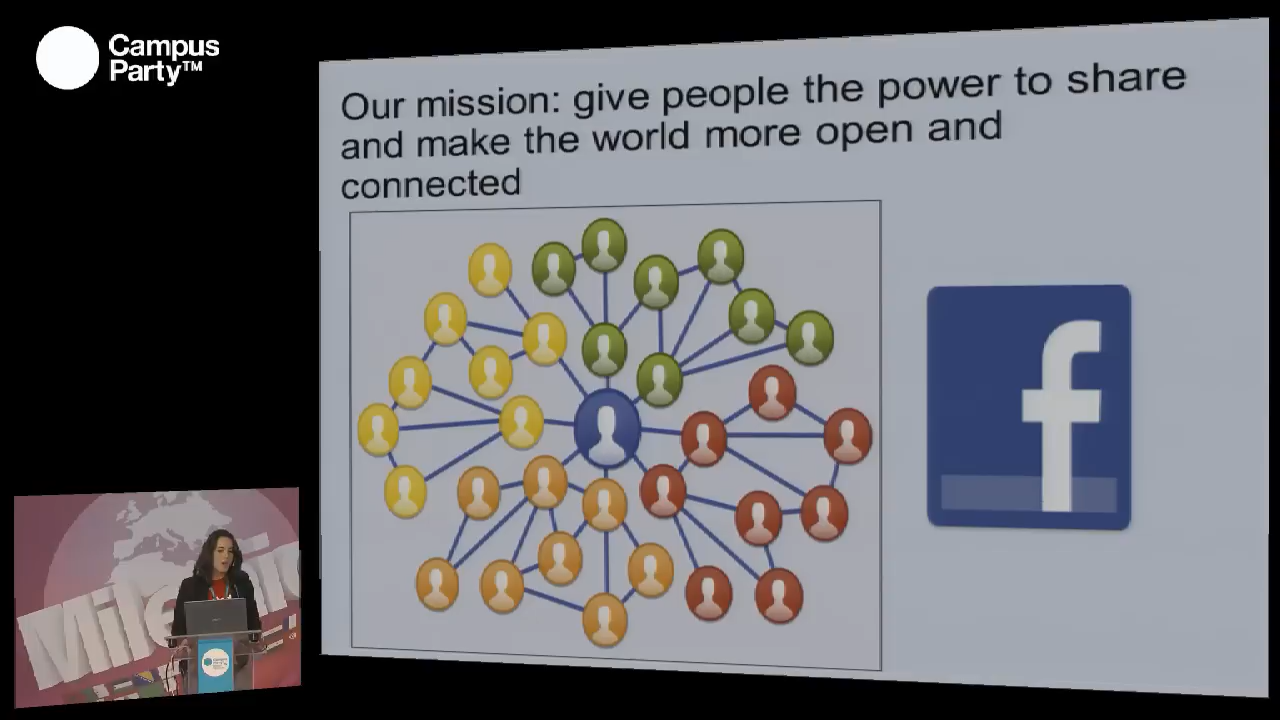 Campus
Party™
Our mission: give people the power to share
and make the world more open and
connected
f